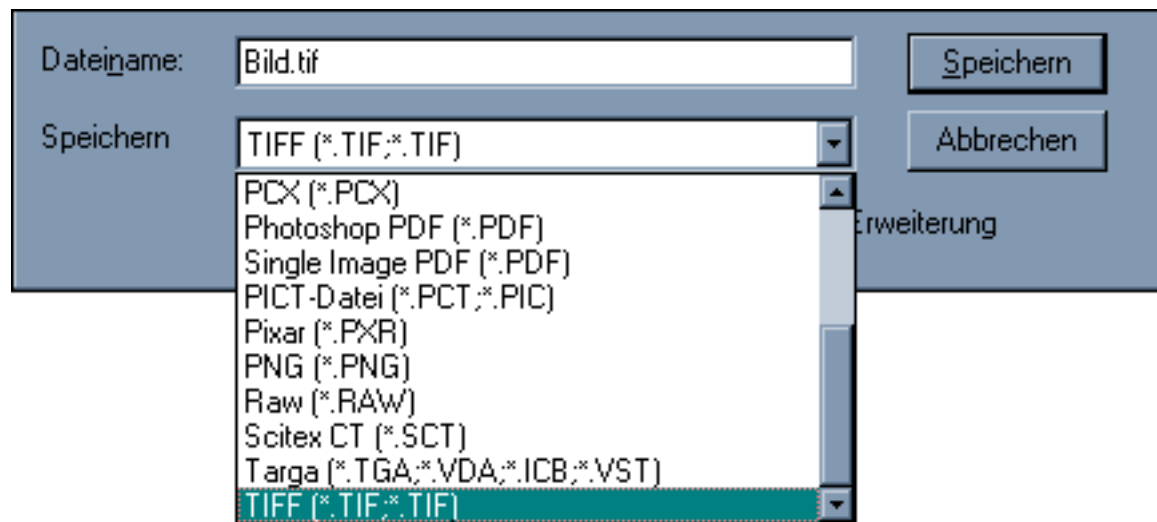 Dateiname:
Bild.tif
Speichern
Speichern
TIFF (*.TIF;*.TIF)
Abbrechen
PCX (*.PCX)
Photoshop PDF (*.PDF)
Erweiterung
Single Image PDF (*.PDF)
PICT-Datei (*.PCT;*.PIC)
Pixar (*.PXR)
PNG (*.PNG)
Raw (*.RAW)
Scitex CT (*.SCT)
Targa (*.TGA;*.VDA;*.ICB;*.VST)
TIFF (*.TIF;*.TIF)